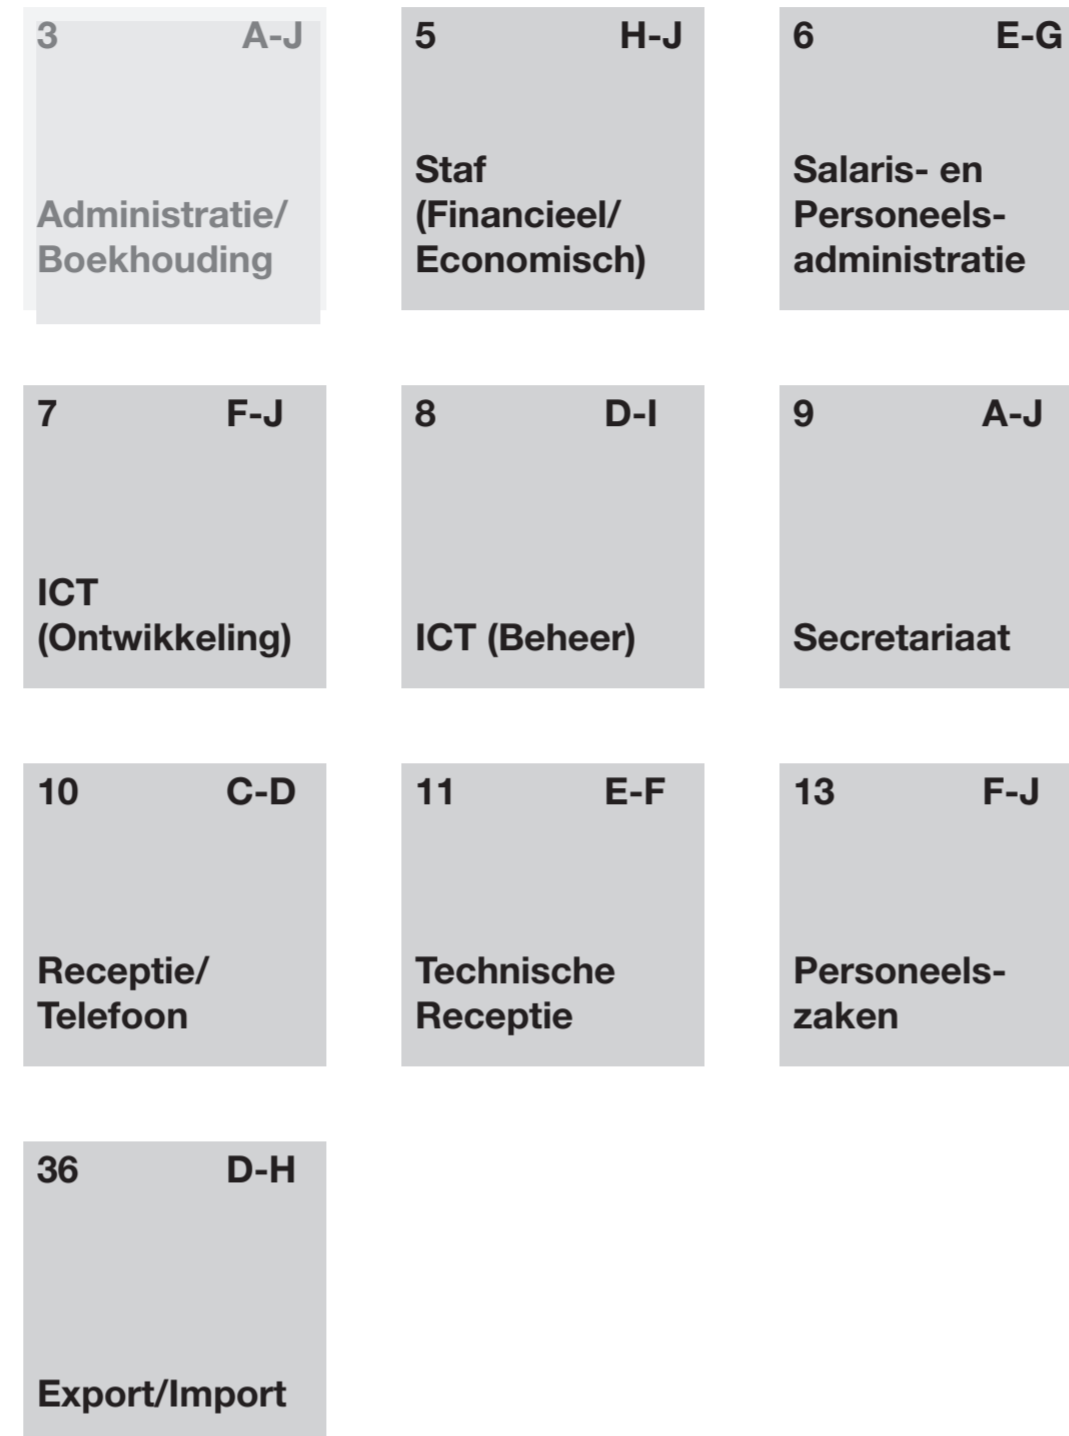 3 A-J
Administratie/
Boekhouding
5 H-J
Staf
(Financieel/
Economisch)
6 E-G
Salaris- en
Personeels-
administratie
7 F-J
ICT
(Ontwikkeling)
8 D-I
ICT (Beheer)
9 A-J
Secretariaat
10 C-D
Receptie/
Telefoon
11 E-F
Technische
Receptie
13 F-J
Personeels-
zaken
36 D-H
Export/Import